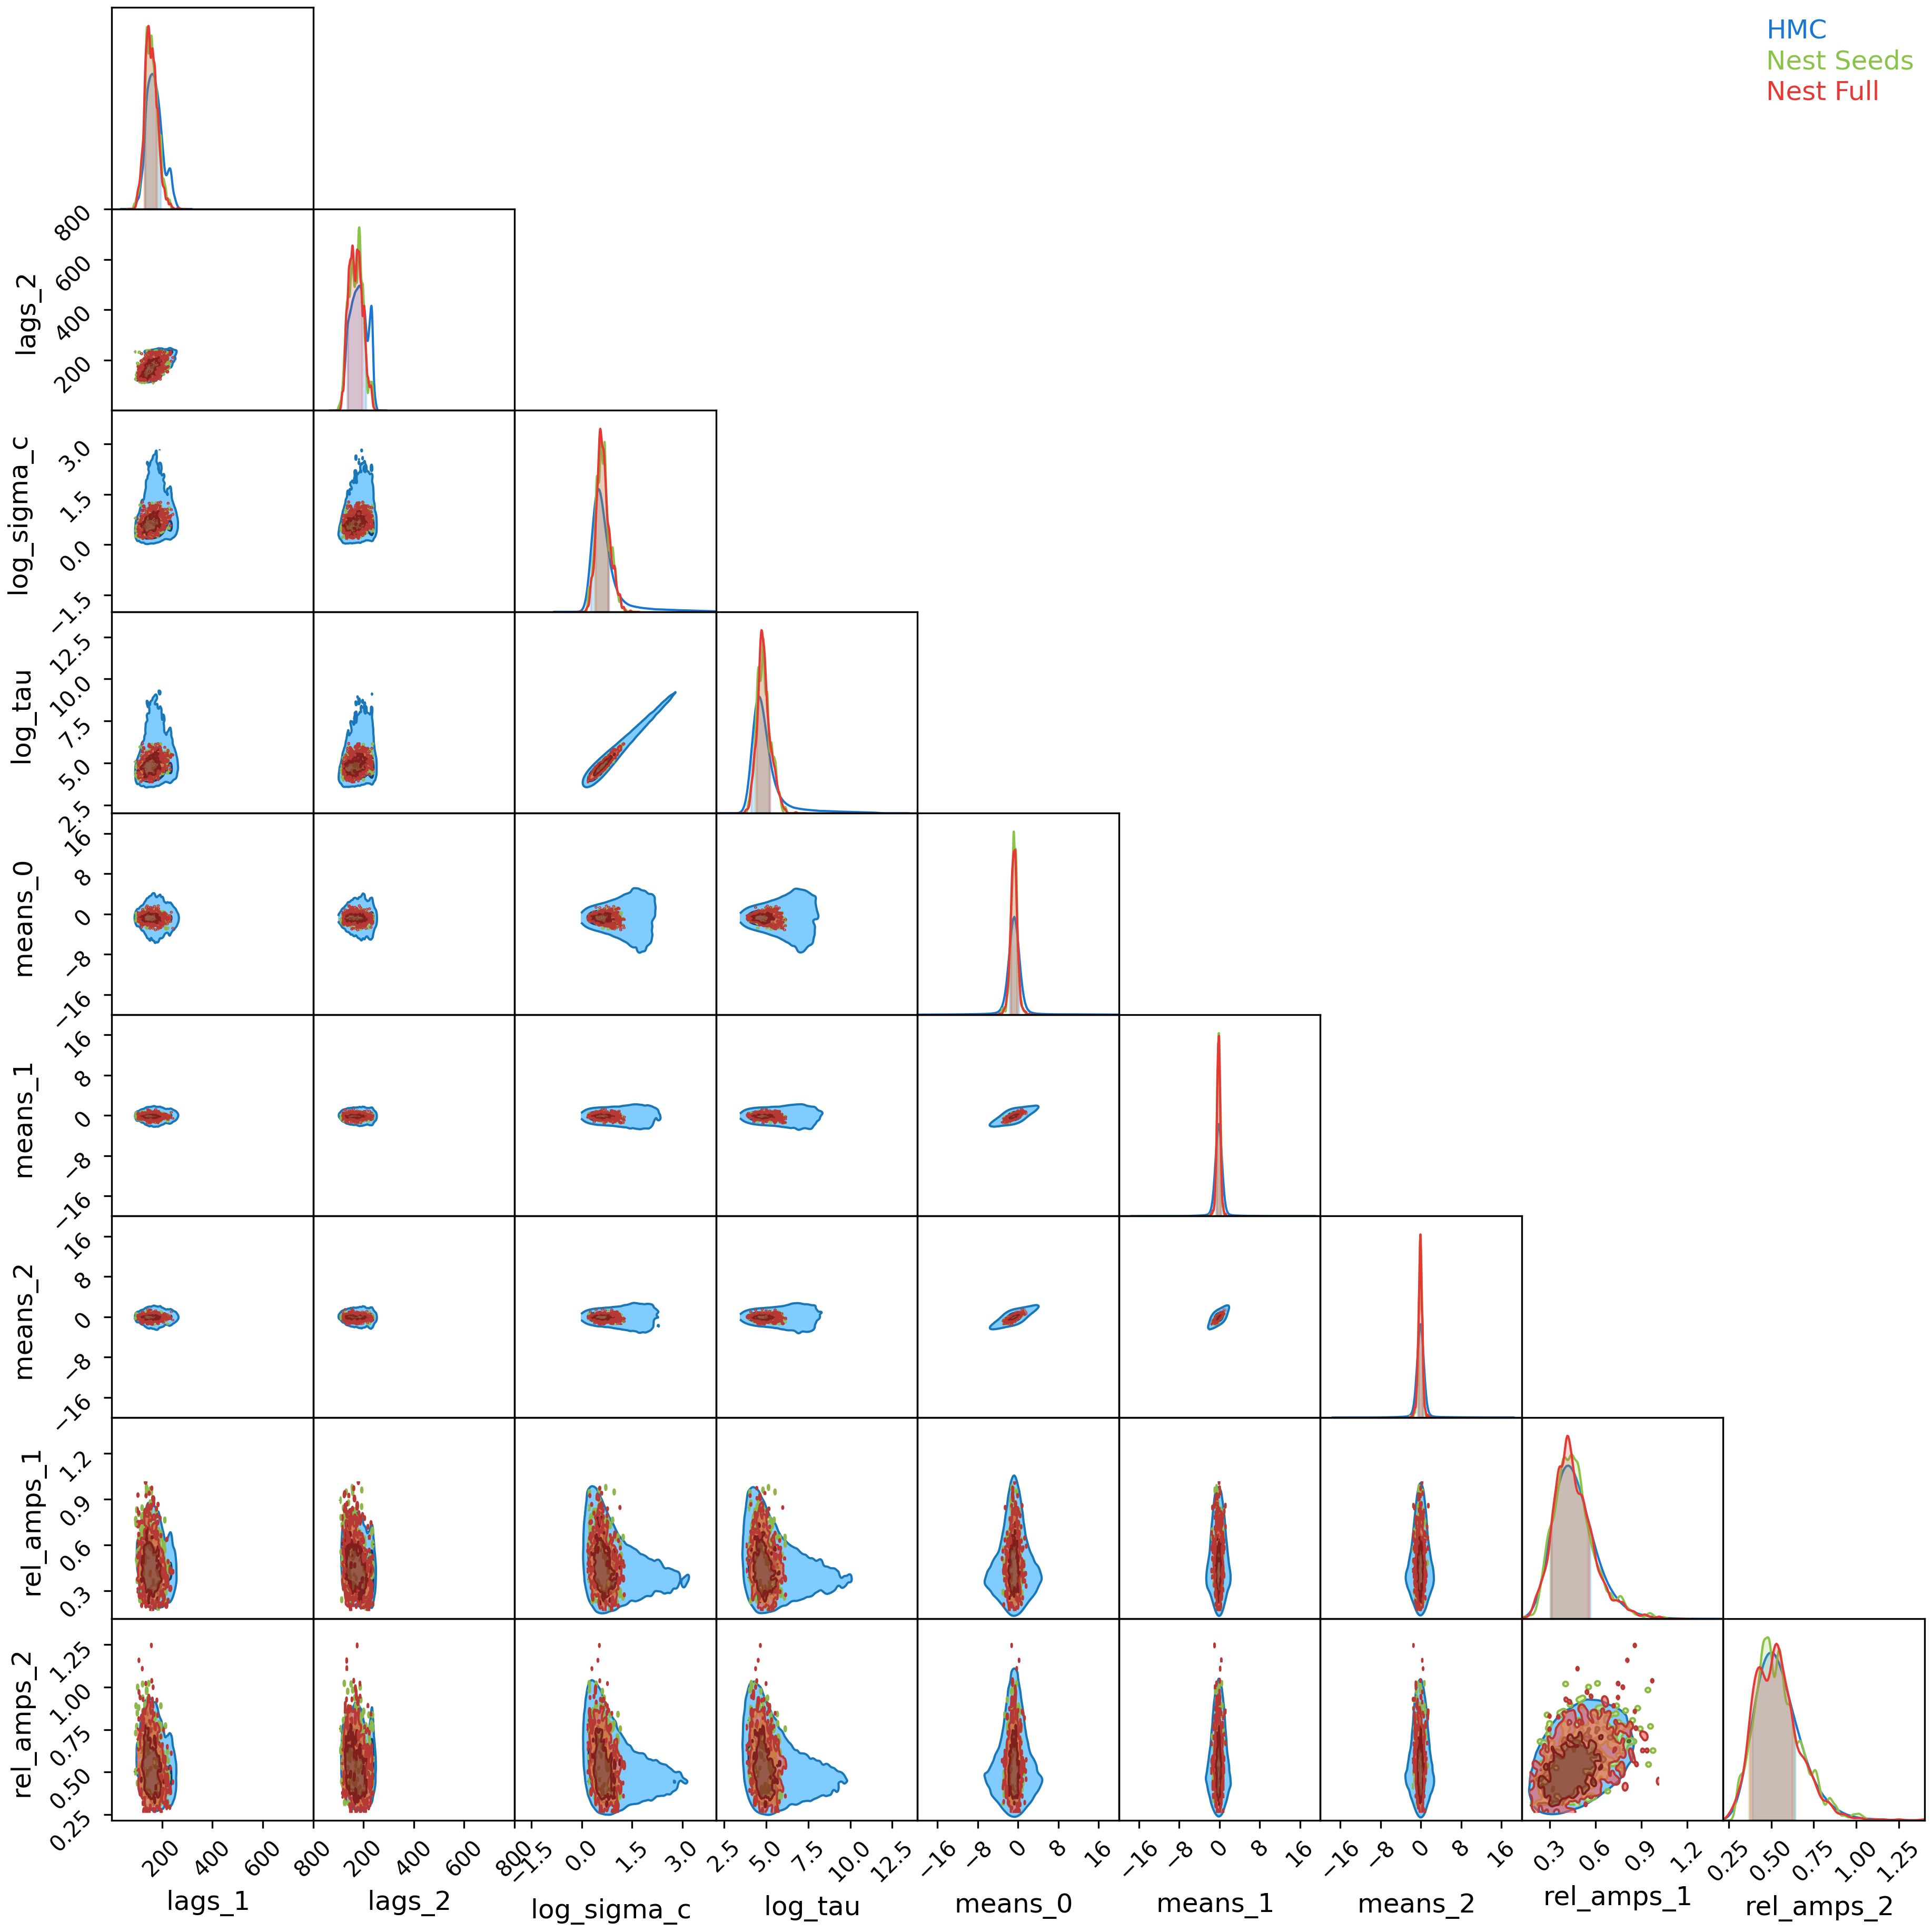 HMC
Nest Seeds
Nest Full
lags_2
800
600
400
200
log_sigma_c
3.0
1.5
0.0
−1.5
log_tau
12.5
10.0
7.5
5.0
2.5
means_0
16
8
0
−8
−16
means_1
16
8
0
−8
−16
means_2
16
8
0
−8
−16
rel_amps_1
1.2
0.9
0.6
0.3
rel_amps_2
1.25
1.00
0.75
0.50
0.25
200 400 600 800
200 400 600 800
−1.5 0.0 1.5 3.0
2.5 5.0 7.5 10.0 12.5
−16 −8 0 8 16
−16 −8 0 8 16
−16 −8 0 8 16
0.3 0.6 0.9 1.2
0.25 0.50 0.75 1.00 1.25
lags_1 lags_2 log_sigma_c log_tau means_0 means_1 means_2 rel_amps_1 rel_amps_2